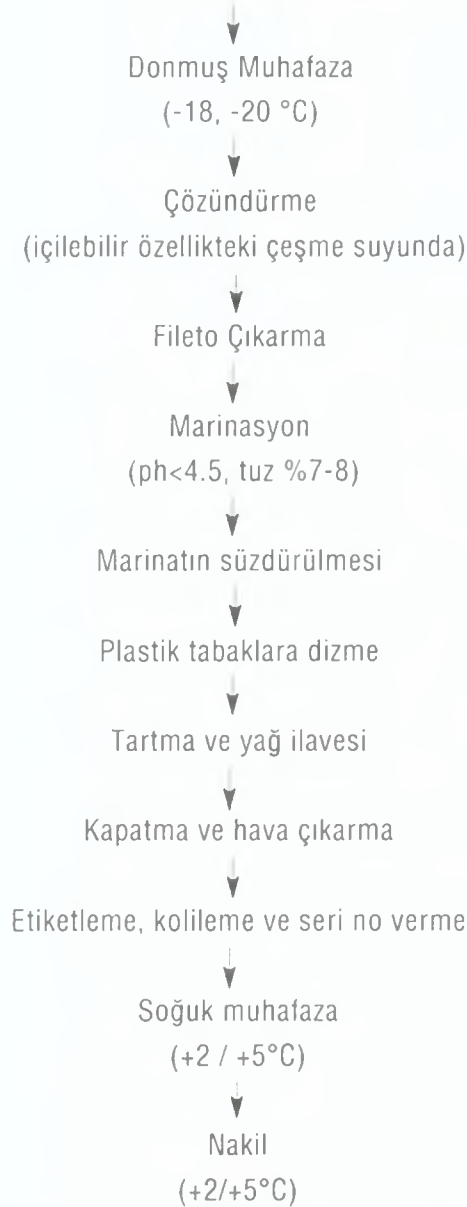 Donmuş Muhafaza
(-18, -20 °C)
Çözündürme
(içilebilir özellikteki çeşme suyunda)
Fileto Çıkarma
Marinasyon
(ph<4.5, tuz %7-8)
Marinatın süzdürülmesi
Plastik tabaklara dizme
Tartma ve yağ ilavesi
Kapatma ve hava çıkarma
Etiketleme, kolileme ve seri no verme
Soğuk muhafaza
(+2 / +5°C)
Nakil
(+2/+5°C)